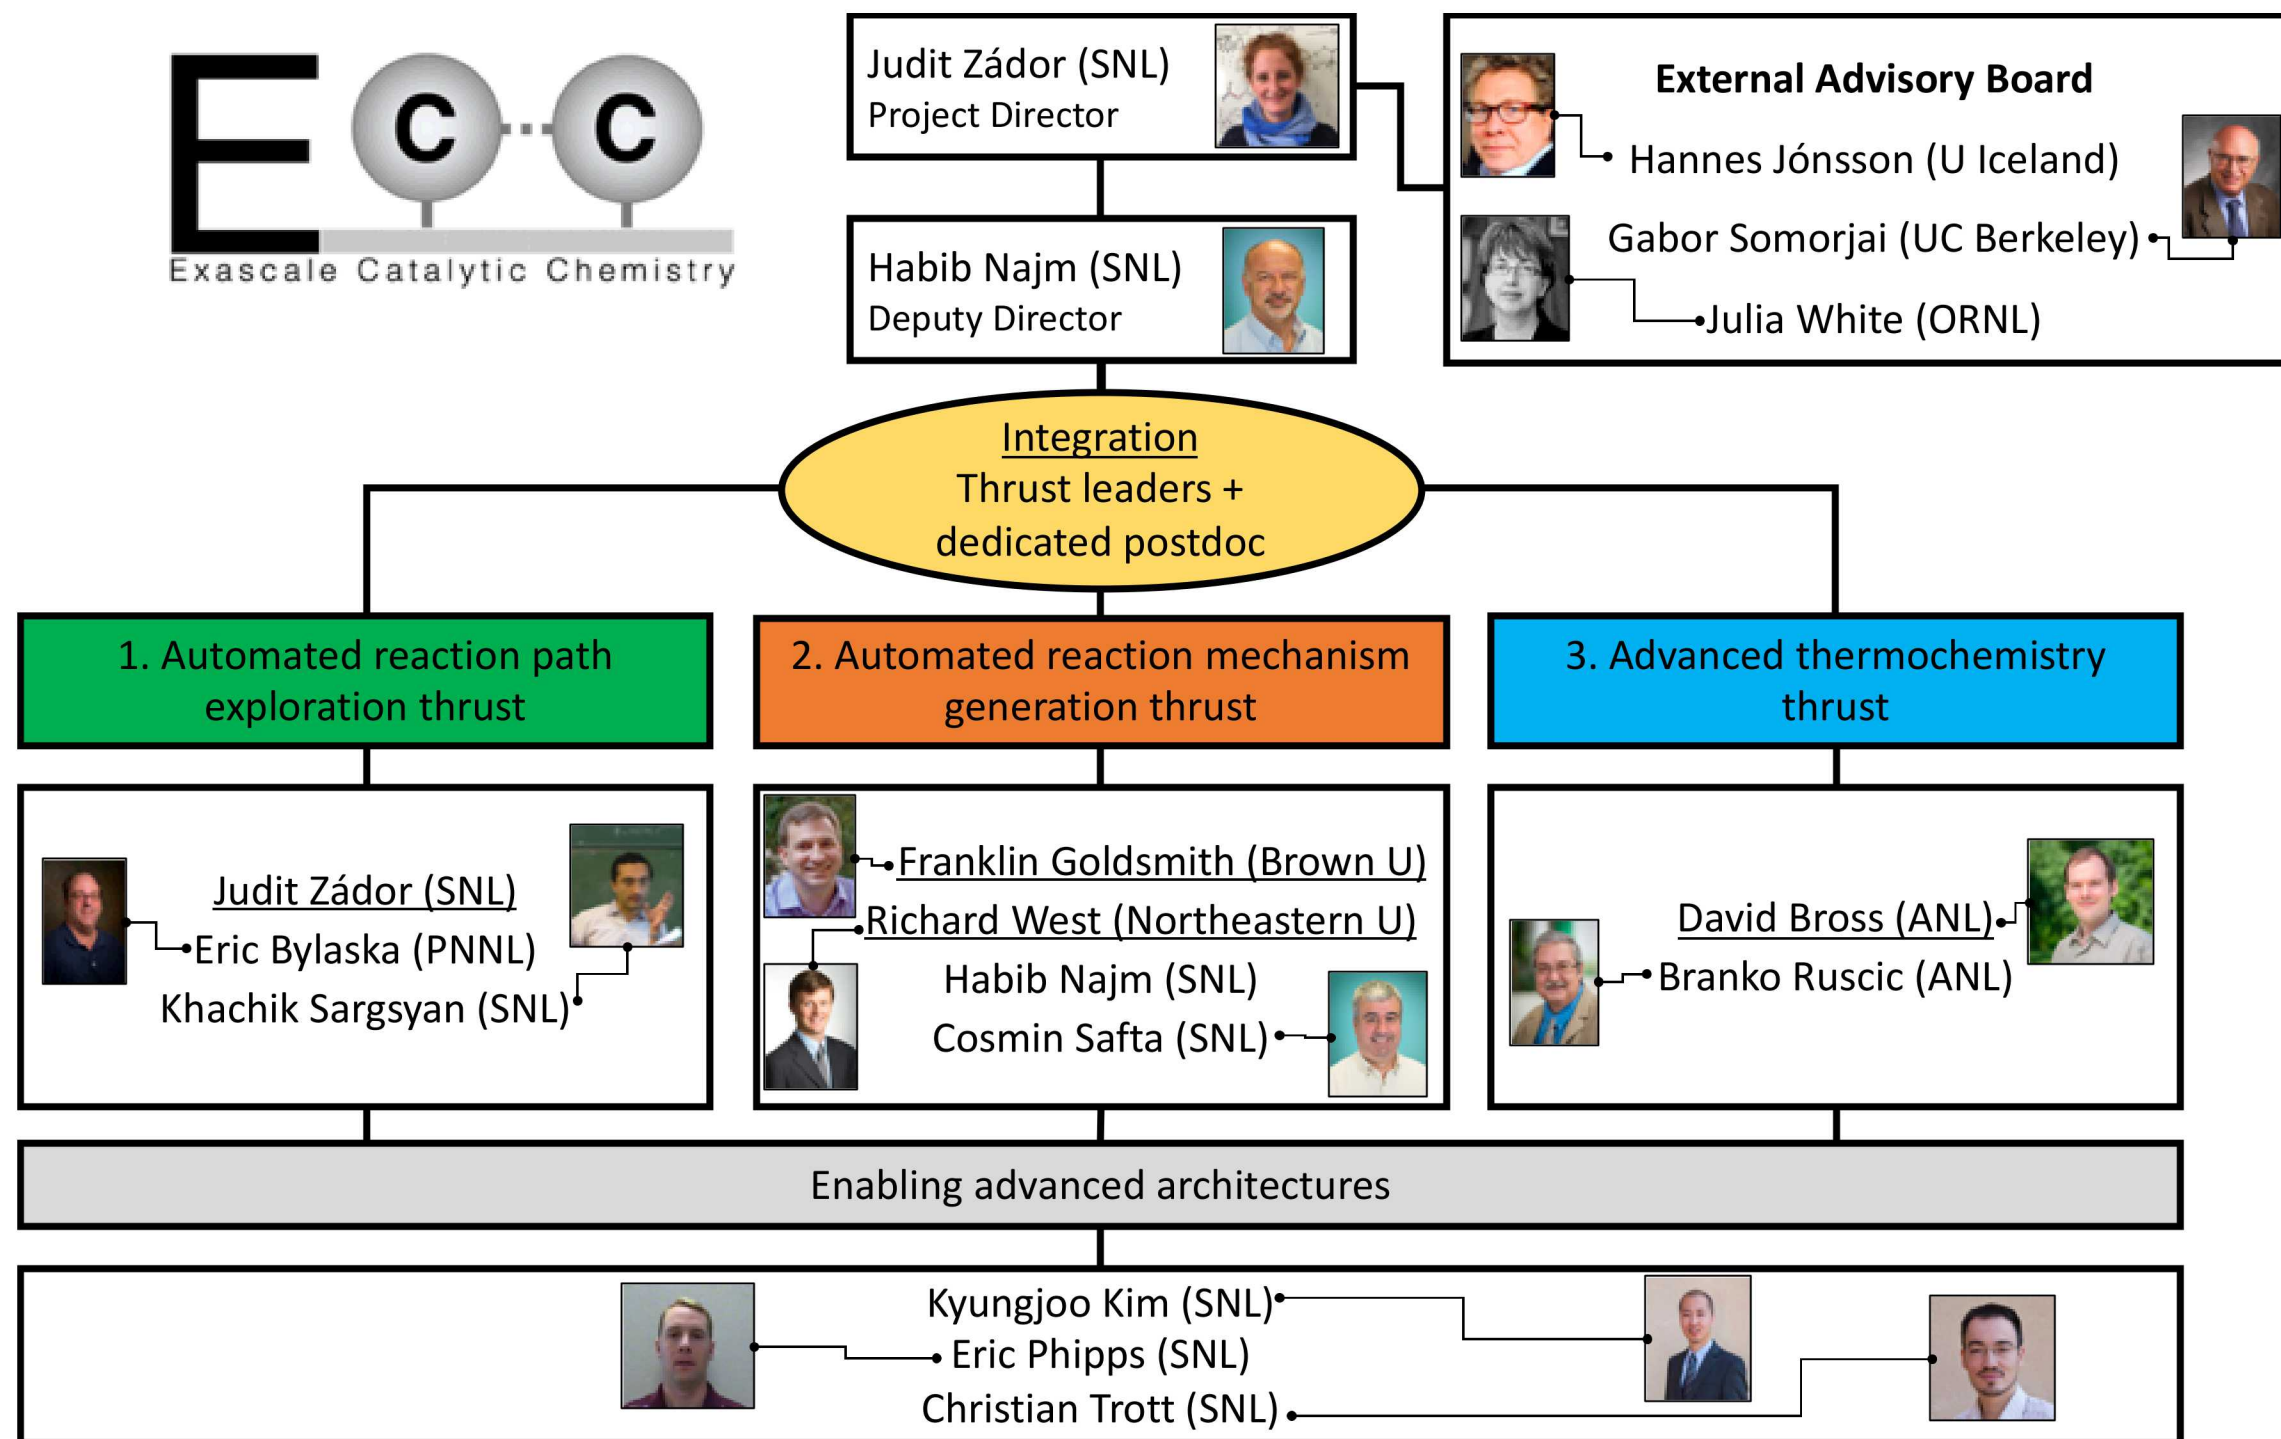 E C C
Exascale Catalytic Chemistry
Judit Zádor (SNL)
Project Director
Habib Najm (SNL)
Deputy Director
External Advisory Board
Hannes Jónsson (U Iceland)
Gabor Somorjai (UC Berkeley)
Julia White (ORNL)
Integration
Thrust leaders +
dedicated postdoc
1. Automated reaction path
exploration thrust
2. Automated reaction mechanism
generation thrust
3. Advanced thermochemistry
thrust
Judit Zádor (SNL)
Eric Bylaska (PNNL)
Khachik Sargsyan (SNL)
Franklin Goldsmith (Brown U)
Richard West (Northeastern U)
Habib Najm (SNL)
Cosmin Safta (SNL)
David Bross (ANL)
Branko Ruscic (ANL)
Enabling advanced architectures
Kyungjoo Kim (SNL)
Eric Phipps (SNL)
Christian Trott (SNL)